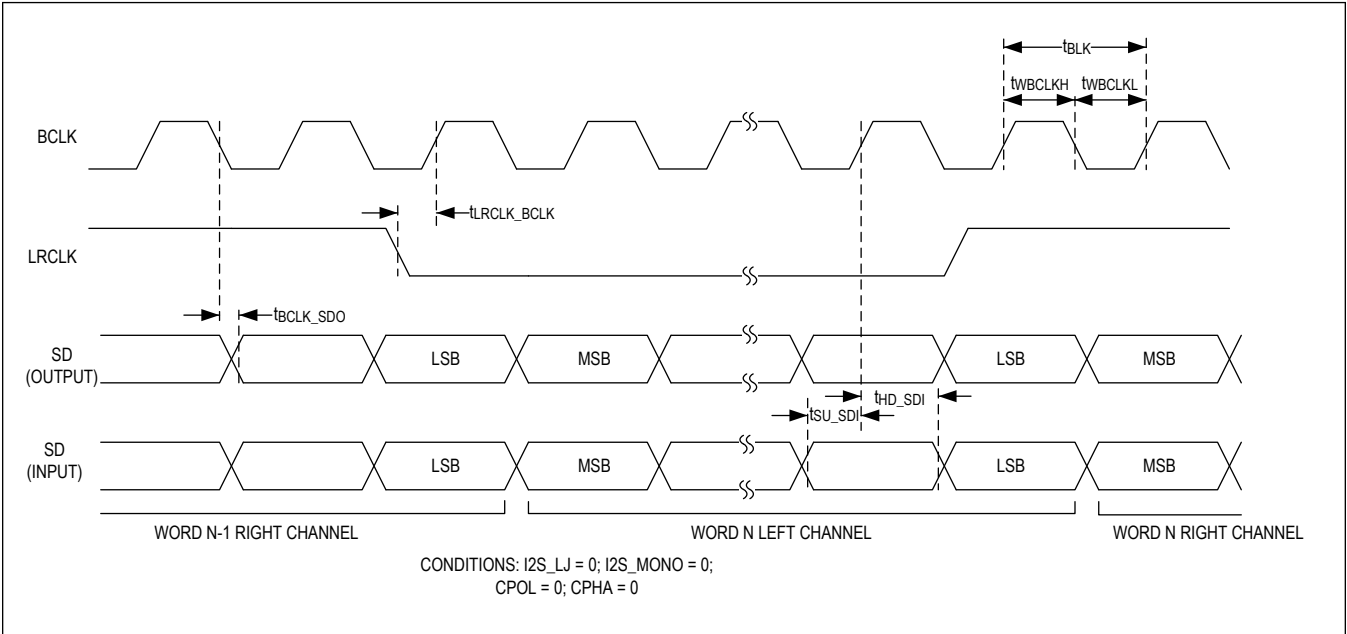 tBLK
tWBCLKH tWBCLKL
BCLK
tLRCLK_BCLK
LRCLK
tBCLK_SDO
SD
(OUTPUT)
LSB MSB LSB MSB
tHD_SDI
tSU_SDI
SD
(INPUT)
LSB MSB LSB MSB
WORD N-1 RIGHT CHANNEL WORD N LEFT CHANNEL WORD N RIGHT CHANNEL
CONDITIONS: I2S_LJ = 0; I2S_MONO = 0;
CPOL = 0; CPHA = 0